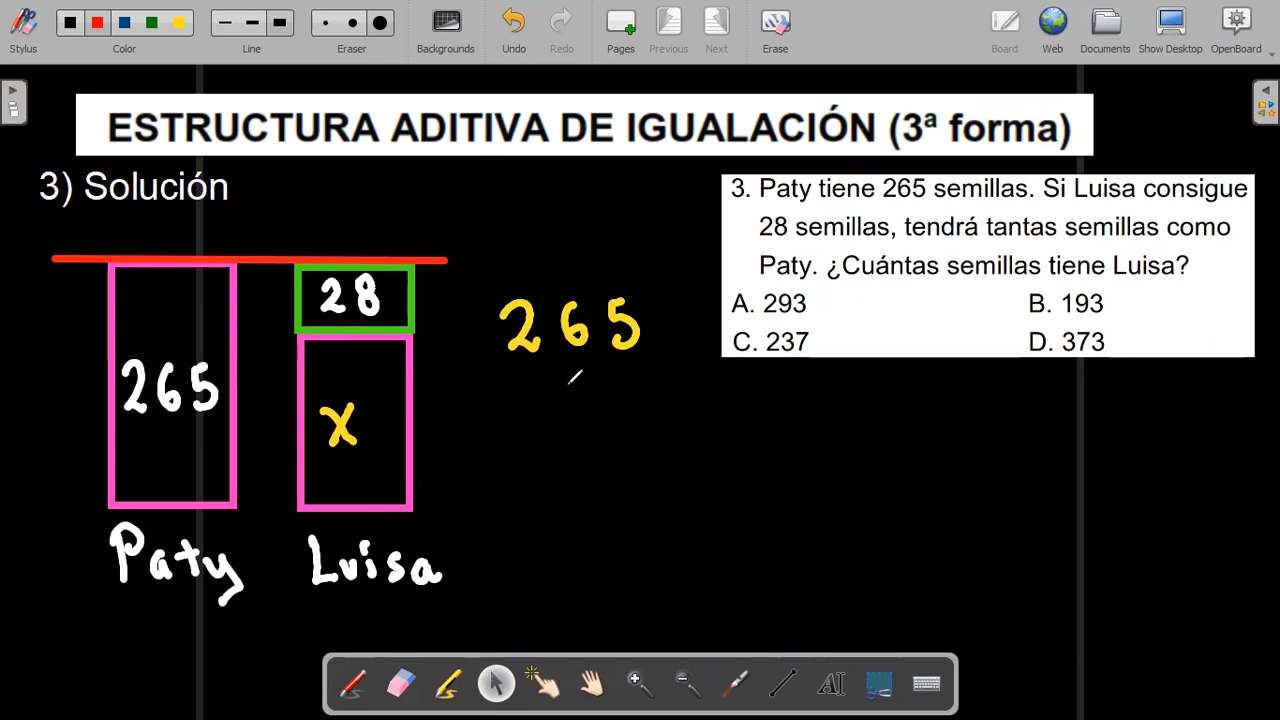 Stylus Color Line Eraser Backgrounds Undo Redo Pages Previous Next Erase Board Web Documents Show Desktop OpenBoard
ESTRUCTURA ADITIVA DE IGUALACIÓN (3ª forma)
3) Solución
3. Paty tiene 265 semillas. Si Luisa consigue
28 semillas, tendrá tantas semillas como
Paty. ¿Cuántas semillas tiene Luisa?
A. 293 B. 193
C. 237 D. 373
28
265
265
x
Paty Luisa
AI